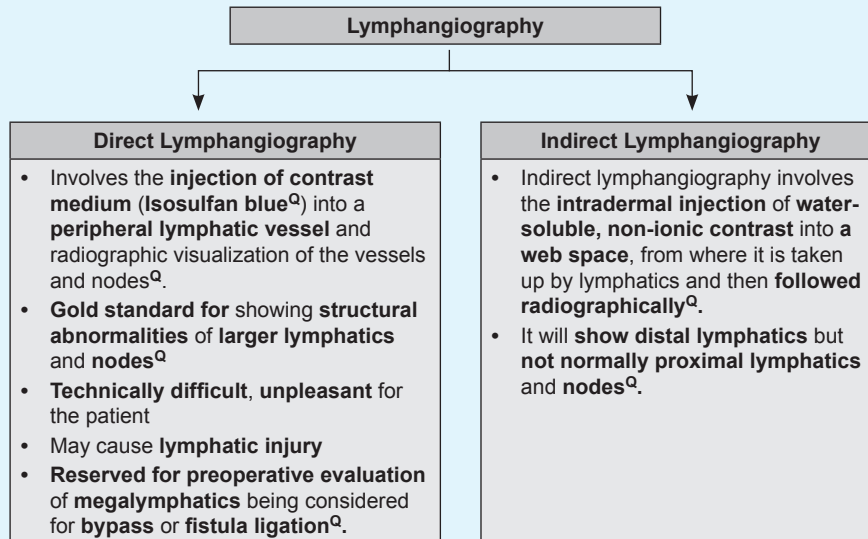 Lymphangiography
Direct Lymphangiography
• Involves the injection of contrast
medium (Isosulfan blueQ) into a
peripheral lymphatic vessel and
radiographic visualization of the vessels
and nodesQ.
• Gold standard for showing structural
abnormalities of larger lymphatics
and nodesQ
• Technically difficult, unpleasant for
the patient
• May cause lymphatic injury
• Reserved for preoperative evaluation
of megalymphatics being considered
for bypass or fistula ligationQ.
Indirect Lymphangiography
• Indirect lymphangiography involves
the intradermal injection of water-
soluble, non-ionic contrast into a
web space, from where it is taken
up by lymphatics and then followed
radiographicallyQ.
• It will show distal lymphatics but
not normally proximal lymphatics
and nodesQ.